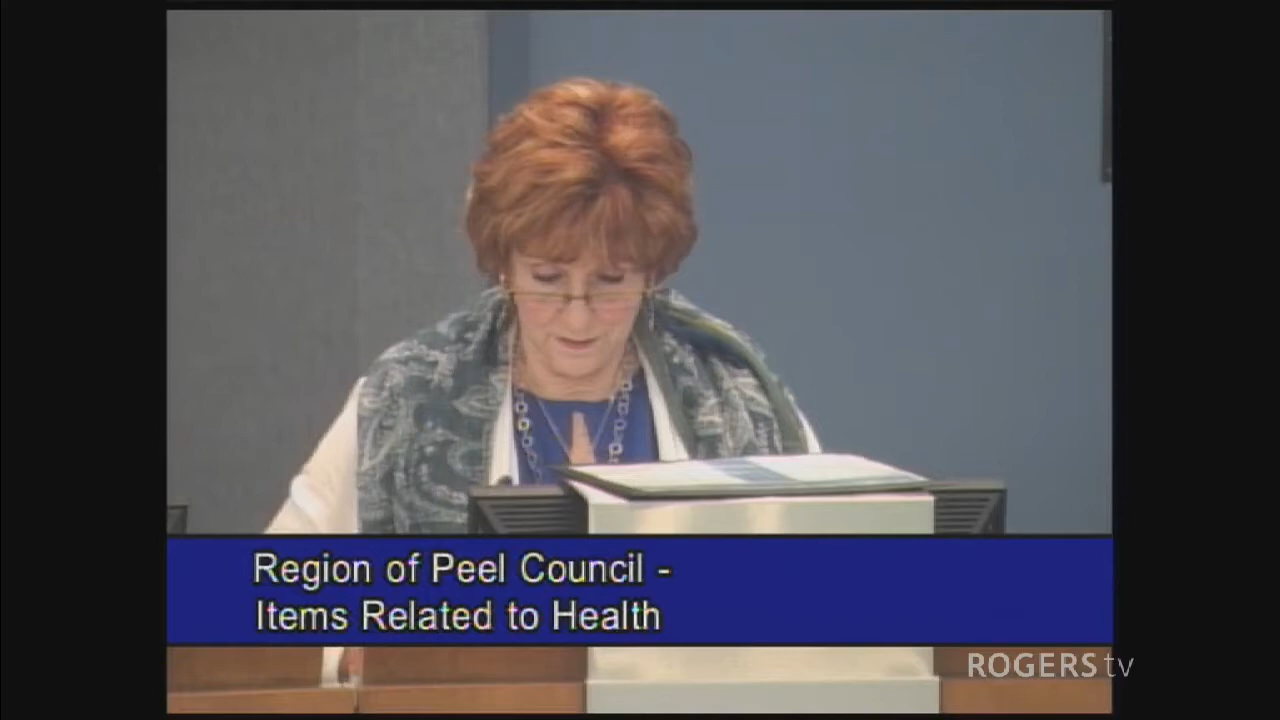 Region of Peel Council -
Items Related to Health
ROGERS tv